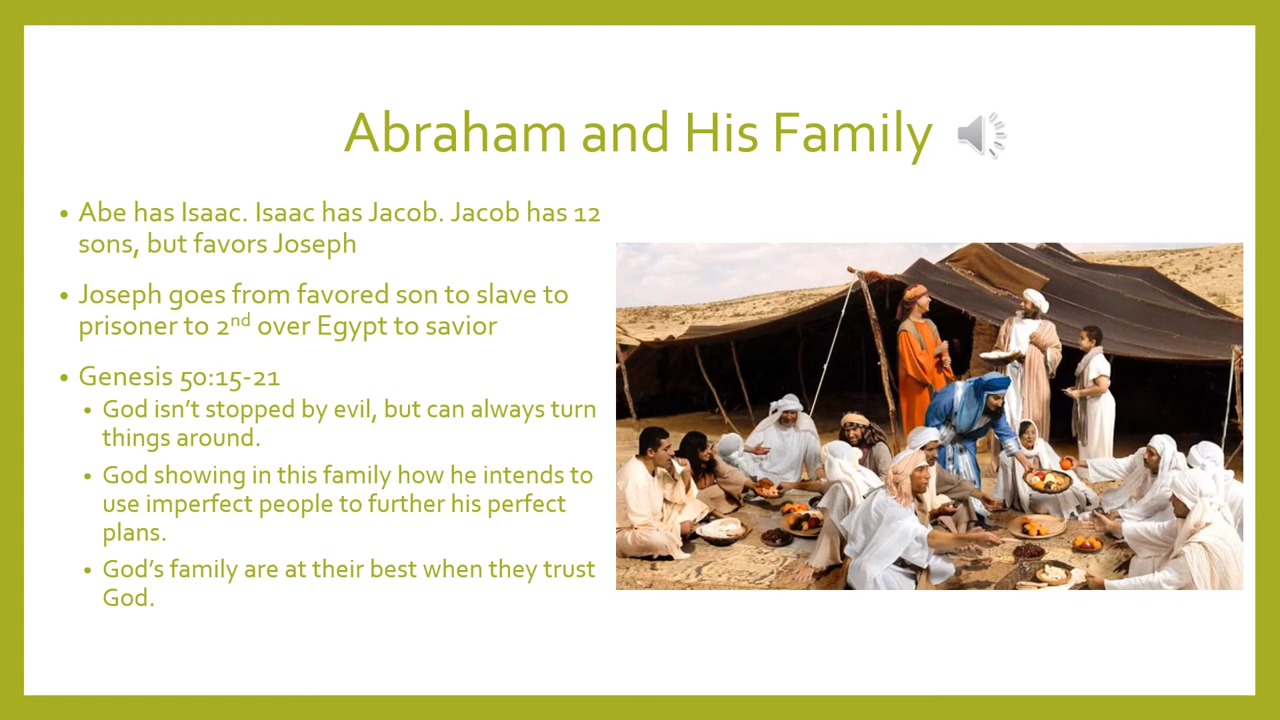 Abraham and His Family
• Abe has Isaac. Isaac has Jacob. Jacob has 12
sons, but favors Joseph
• Joseph goes from favored son to slave to
prisoner to 2nd over Egypt to savior
• Genesis 50:15-21
• God isn’t stopped by evil, but can always turn
things around.
• God showing in this family how he intends to
use imperfect people to further his perfect
plans.
• God’s family are at their best when they trust
God.